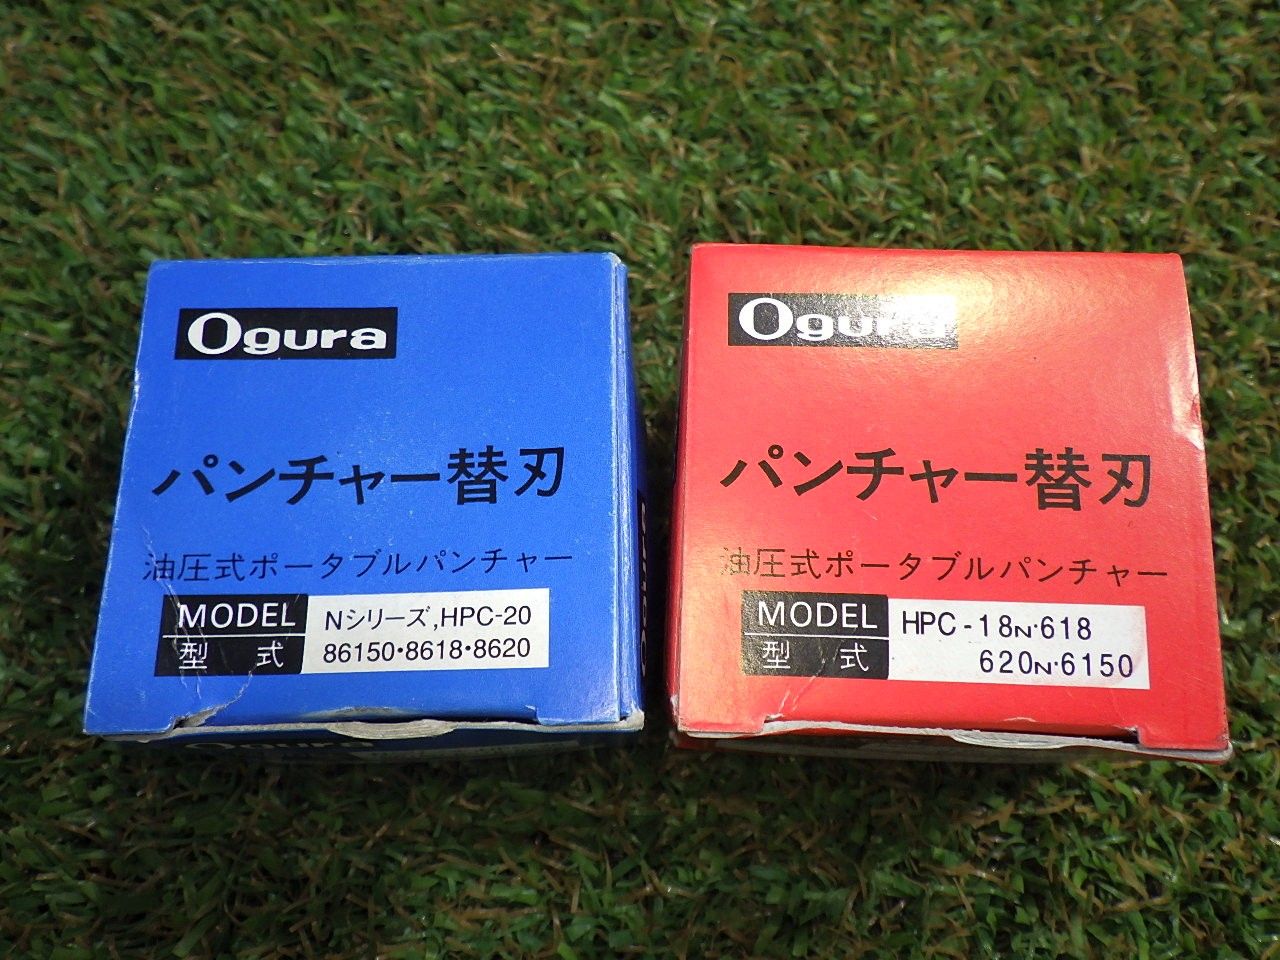 Ogura
パンチャー替刃
油圧式ポータブルパンチャー
MODEL
型 式
Nシリーズ,HPC-20
86150・8618・8620
Ogura
Ogura
パンチャー替刃
油圧式ポータブルパンチャー
MODEL
型 式
HPC-18N・618
620N・6150